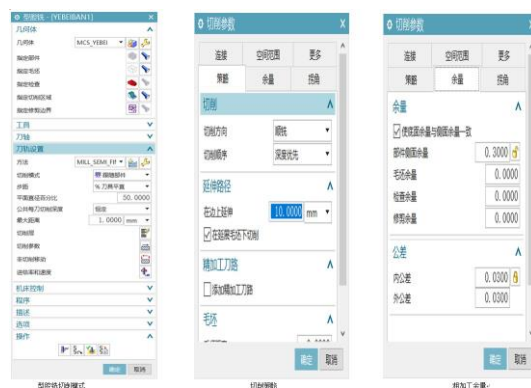 型腔铣 - [YEBEIBAN1]
几何体
几何体 MCS_YEBEI
指定部件
指定毛坯
指定检查
指定切削区域
指定修剪边界
工具
刀轴
刀轨设置
方法 MILL_SEMI_FI
切削模式 跟随部件
步距 % 刀具平直
平面直径百分比 50.0000
公共每刀切削深度 恒定
最大距离 1.0000 mm
切削层
切削参数
非切削移动
进给率和速度
机床控制
程序
描述
选项
操作
确定 取消
型腔铣切削模式
切削参数 X
连接 空间范围 更多
策略 余量 拐角
切削
切削方向 顺铣
切削顺序 深度优先
延伸路径
在边上延伸 10.0000 mm
在延展毛坯下切削
精加工刀路
添加精加工刀路
毛坯
确定 取消
切削策略
切削参数 X
连接 空间范围 更多
策略 余量 拐角
余量
使底面余量与侧面余量一致
部件侧面余量 0.3000
毛坯余量 0.0000
检查余量 0.0000
修剪余量 0.0000
公差
内公差 0.0300
外公差 0.0300
确定 取消
粗加工余量